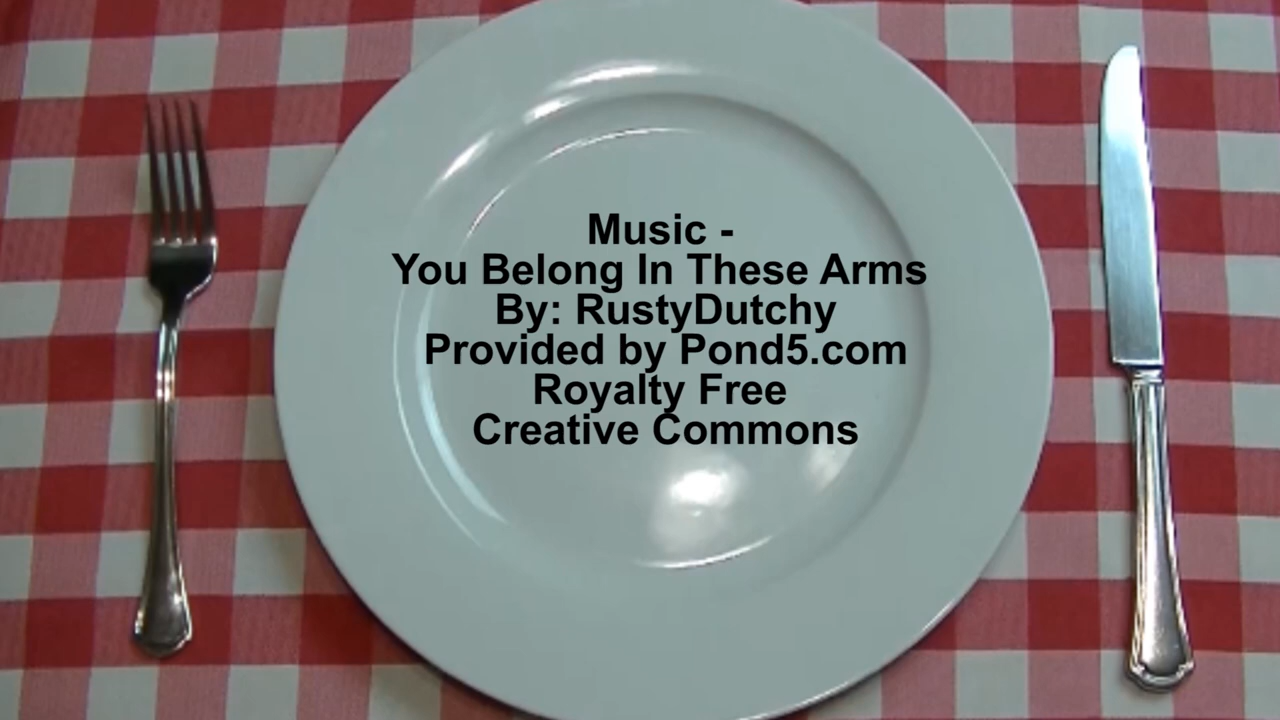 Music -
You Belong In These Arms
By: RustyDutchy
Provided by Pond5.com
Royalty Free
Creative Commons